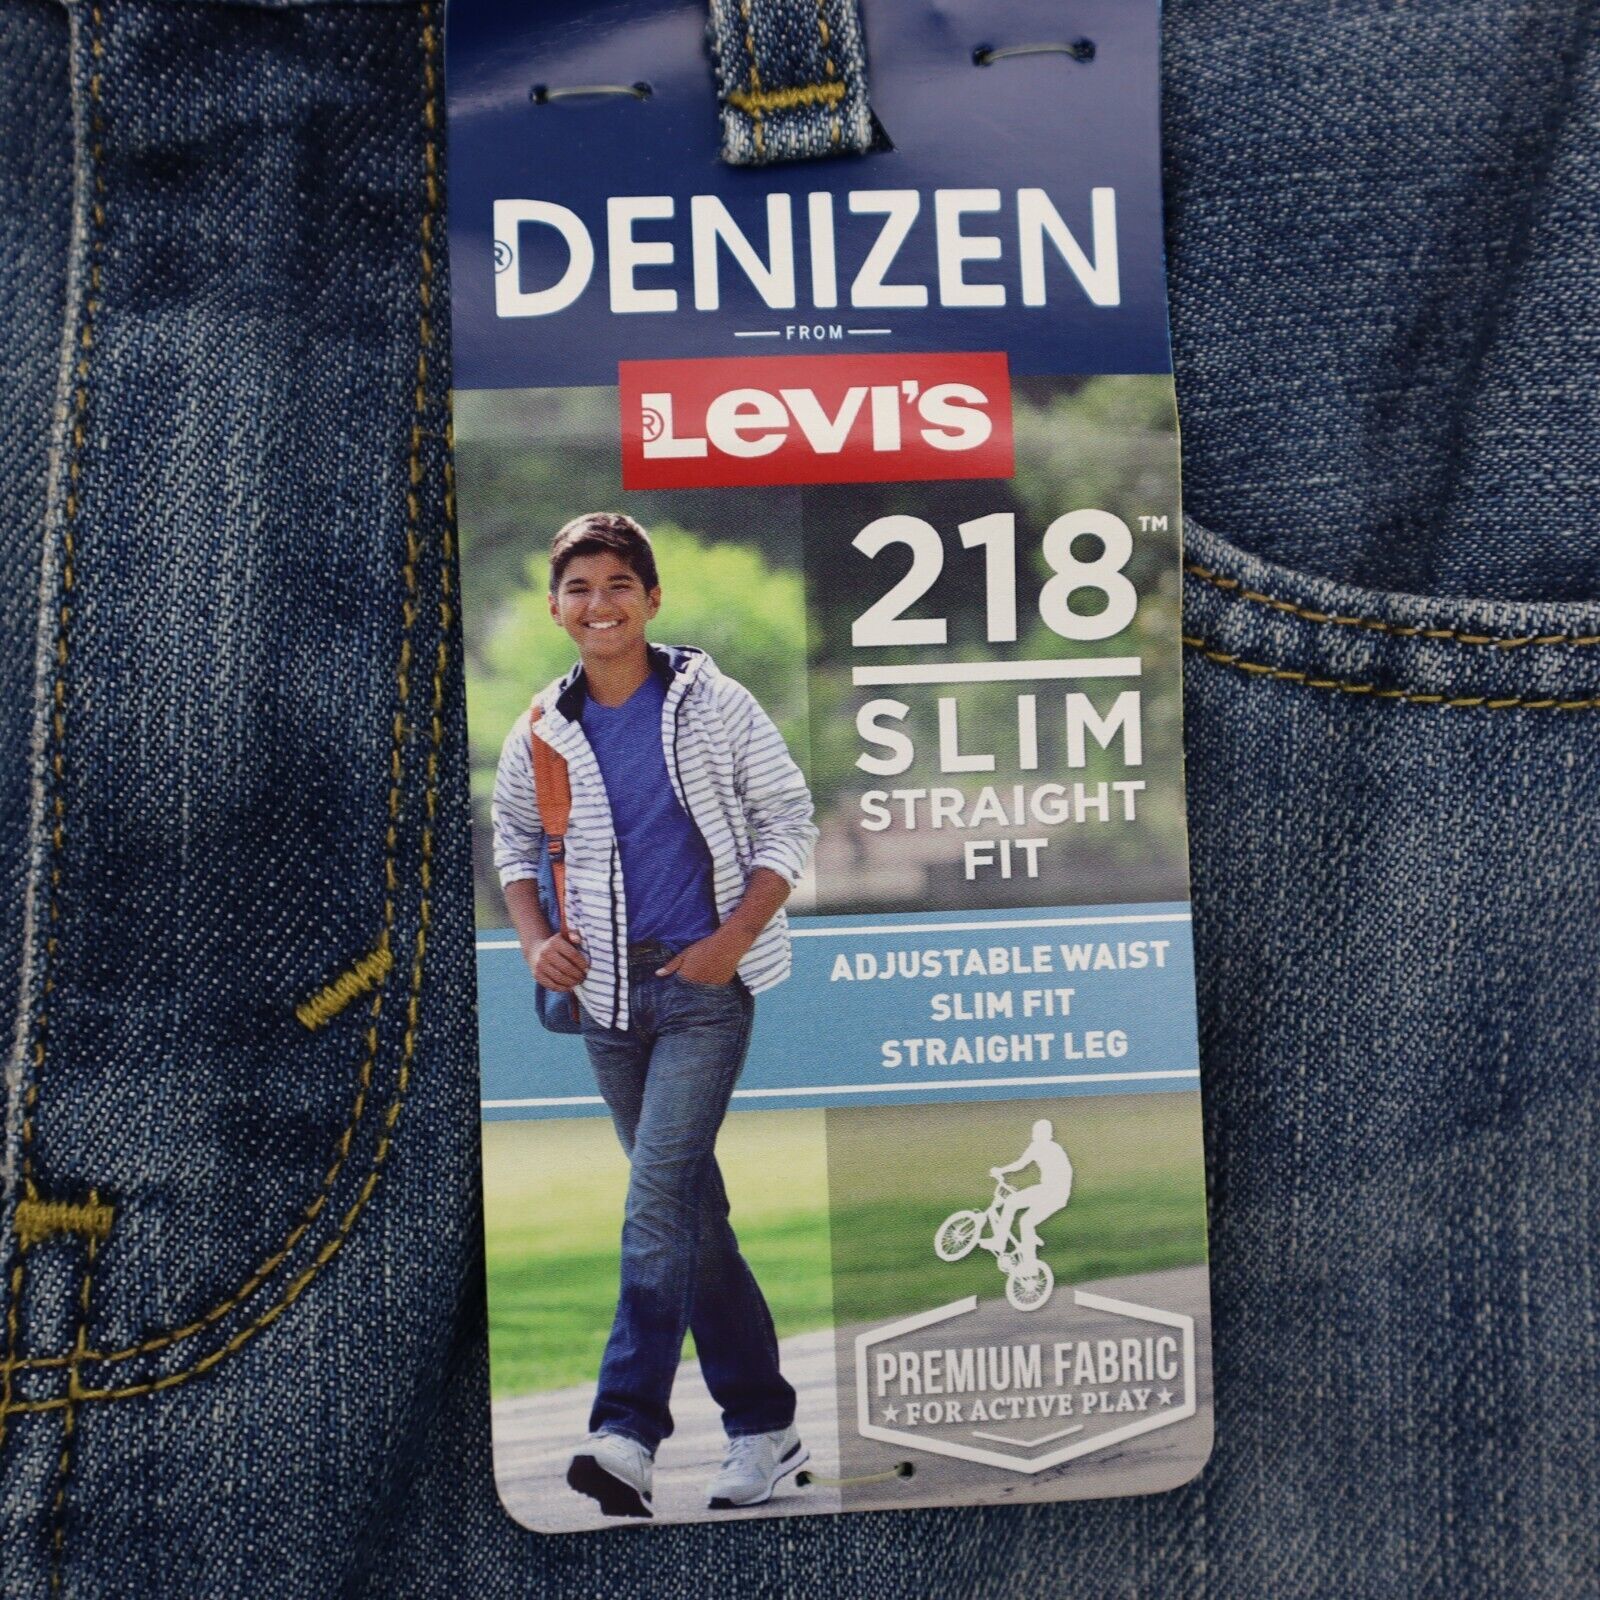 ®DENIZEN
FROM
®Levi's
218™
SLIM
STRAIGHT
FIT
ADJUSTABLE WAIST
SLIM FIT
STRAIGHT LEG
PREMIUM FABRIC
★ FOR ACTIVE PLAY ★